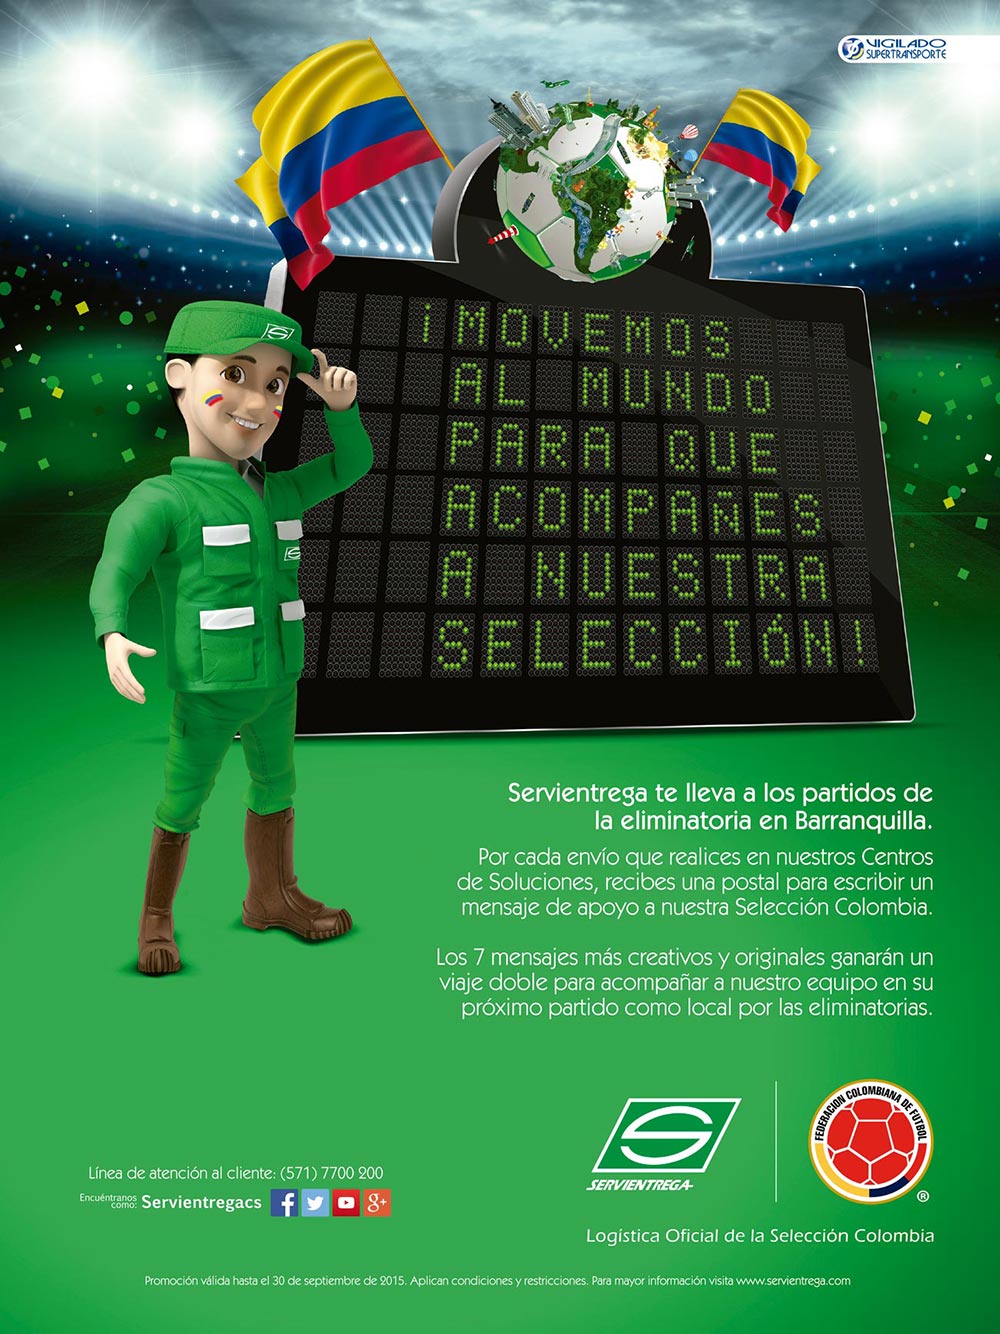 VIGILADO
SUPERTRANSPORTE
¡MOVEMOS
AL MUNDO
PARA QUE
ACOMPAÑES
A NUESTRA
SELECCIÓN!
Servientrega te lleva a los partidos de
la eliminatoria en Barranquilla.
Por cada envío que realices en nuestros Centros
de Soluciones, recibes una postal para escribir un
mensaje de apoyo a nuestra Selección Colombia.
Los 7 mensajes más creativos y originales ganarán un
viaje doble para acompañar a nuestro equipo en su
próximo partido como local por las eliminatorias.
FEDERACION COLOMBIANA DE FUTBOL
®
SERVIENTREGA
Logística Oficial de la Selección Colombia
Línea de atención al cliente: (571) 7700 200
Encuéntranos
como: Servientregacs
Promoción válida hasta el 30 de septiembre de 2015. Aplican condiciones y restricciones. Para mayor información visita www.servientrega.com